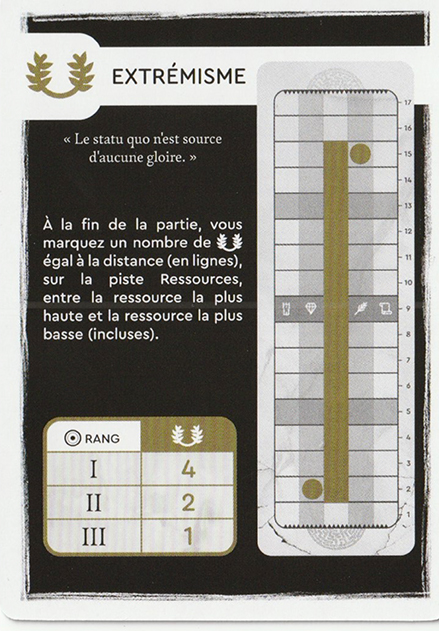 EXTRÉMISME
« Le statu quo n'est source
d'aucune gloire. »
À la fin de la partie, vous
marquez un nombre de
égal à la distance (en lignes),
sur la piste Ressources,
entre la ressource la plus
haute et la ressource la plus
basse (incluses).
RANG
I 4
II 2
III 1
17
16
15
14
13
12
11
10
9
8
7
6
5
4
3
2
1